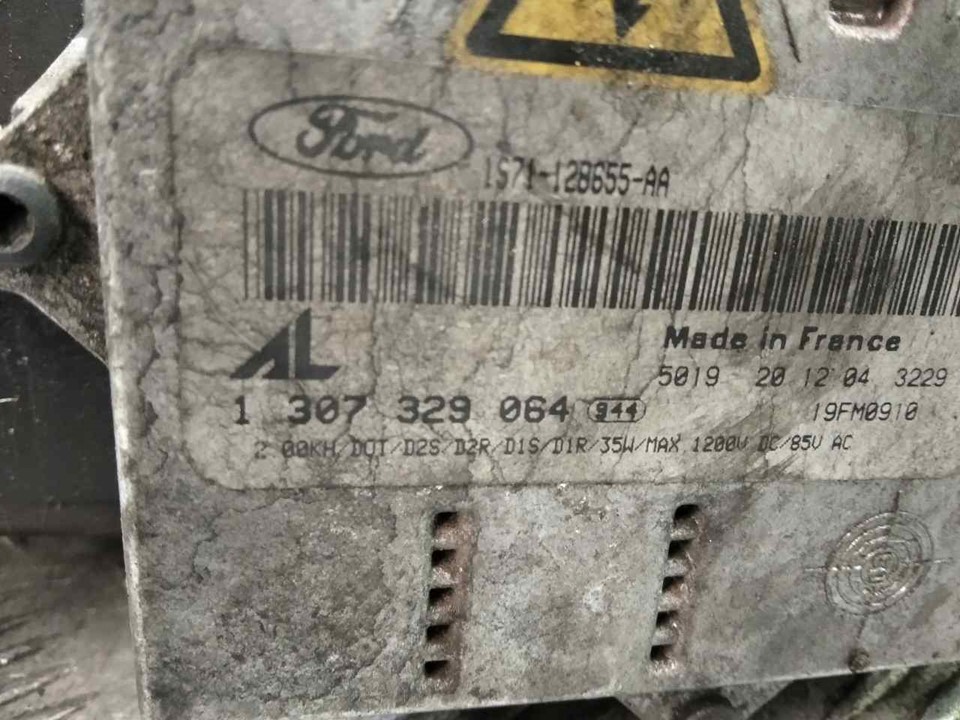 Ford
1S71-12B655-AA
AL
Made in France
5019 20 12 04 3229
1 307 329 064 944
19FM0910
2.00KH/DOT/D2S/D2R/D1S/D1R/35W/MAX 1200V DC/85V AC